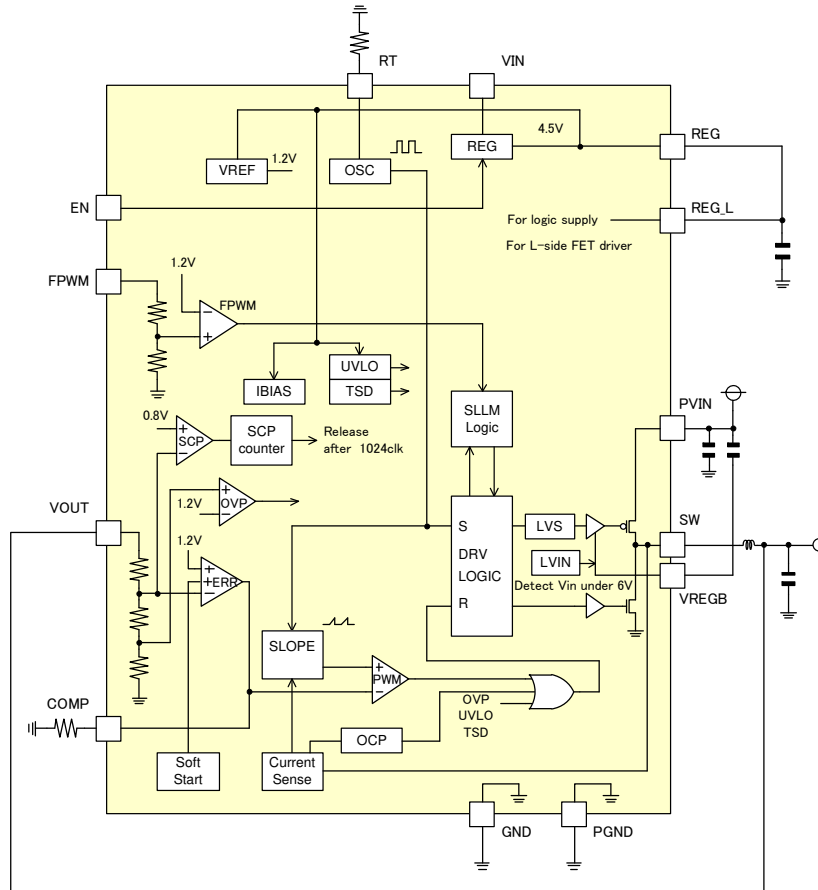 RT
VIN
4.5V
REG
VREF
1.2V
OSC
REG
EN
REG_L
For logic supply
For L-side FET driver
FPWM
1.2V
FPWM
UVLO
TSD
IBIAS
SLLM
Logic
PVIN
0.8V
SCP
SCP
counter
Release
after 1024clk
VOUT
1.2V
OVP
1.2V
ERR
S
DRV
LOGIC
R
LVS
LVIN
Detect Vin under 6V
SW
VREGB
SLOPE
PWM
OVP
UVLO
TSD
COMP
OCP
Soft
Start
Current
Sense
GND
PGND